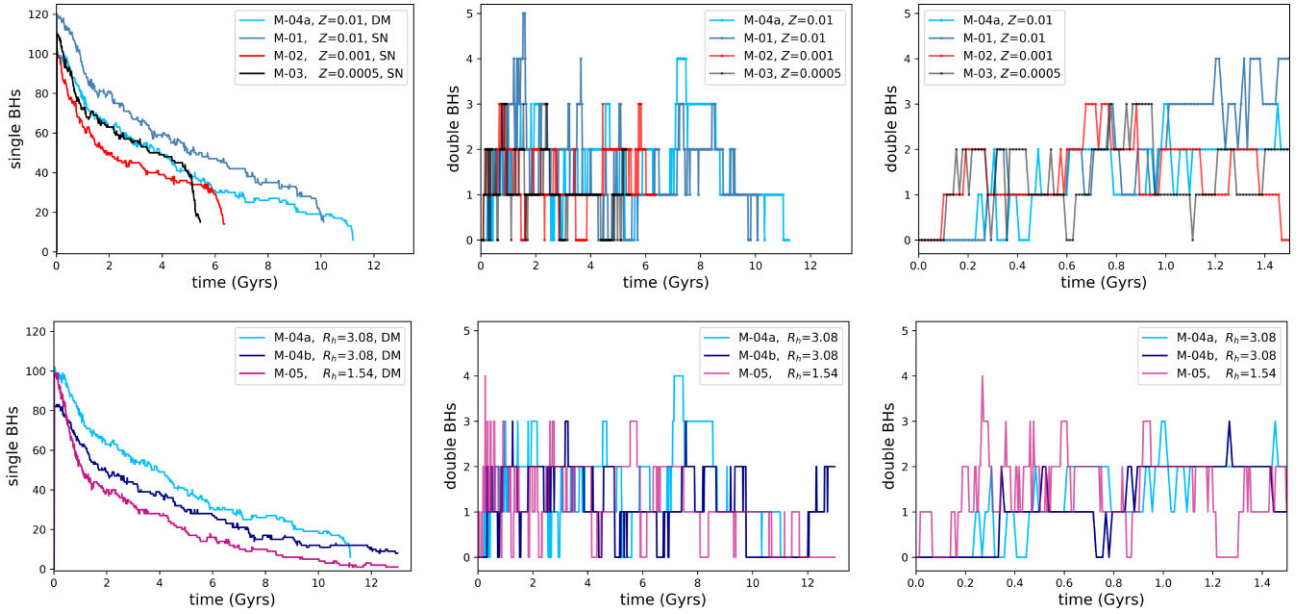 single BHs
120
100
80
60
40
20
0
0 2 4 6 8 10 12
time (Gyrs)
M-04a, Z=0.01, DM
M-01, Z=0.01, SN
M-02, Z=0.001, SN
M-03, Z=0.0005, SN
double BHs
5
4
3
2
1
0
0 2 4 6 8 10 12
time (Gyrs)
M-04a, Z=0.01
M-01, Z=0.01
M-02, Z=0.001
M-03, Z=0.0005
double BHs
5
4
3
2
1
0
0.0 0.2 0.4 0.6 0.8 1.0 1.2 1.4
time (Gyrs)
M-04a, Z=0.01
M-01, Z=0.01
M-02, Z=0.001
M-03, Z=0.0005
single BHs
120
100
80
60
40
20
0
0 2 4 6 8 10 12
time (Gyrs)
M-04a, R_h=3.08, DM
M-04b, R_h=3.08, DM
M-05, R_h=1.54, DM
double BHs
5
4
3
2
1
0
0 2 4 6 8 10 12
time (Gyrs)
M-04a, R_h=3.08
M-04b, R_h=3.08
M-05, R_h=1.54
double BHs
5
4
3
2
1
0
0.0 0.2 0.4 0.6 0.8 1.0 1.2 1.4
time (Gyrs)
M-04a, R_h=3.08
M-04b, R_h=3.08
M-05, R_h=1.54